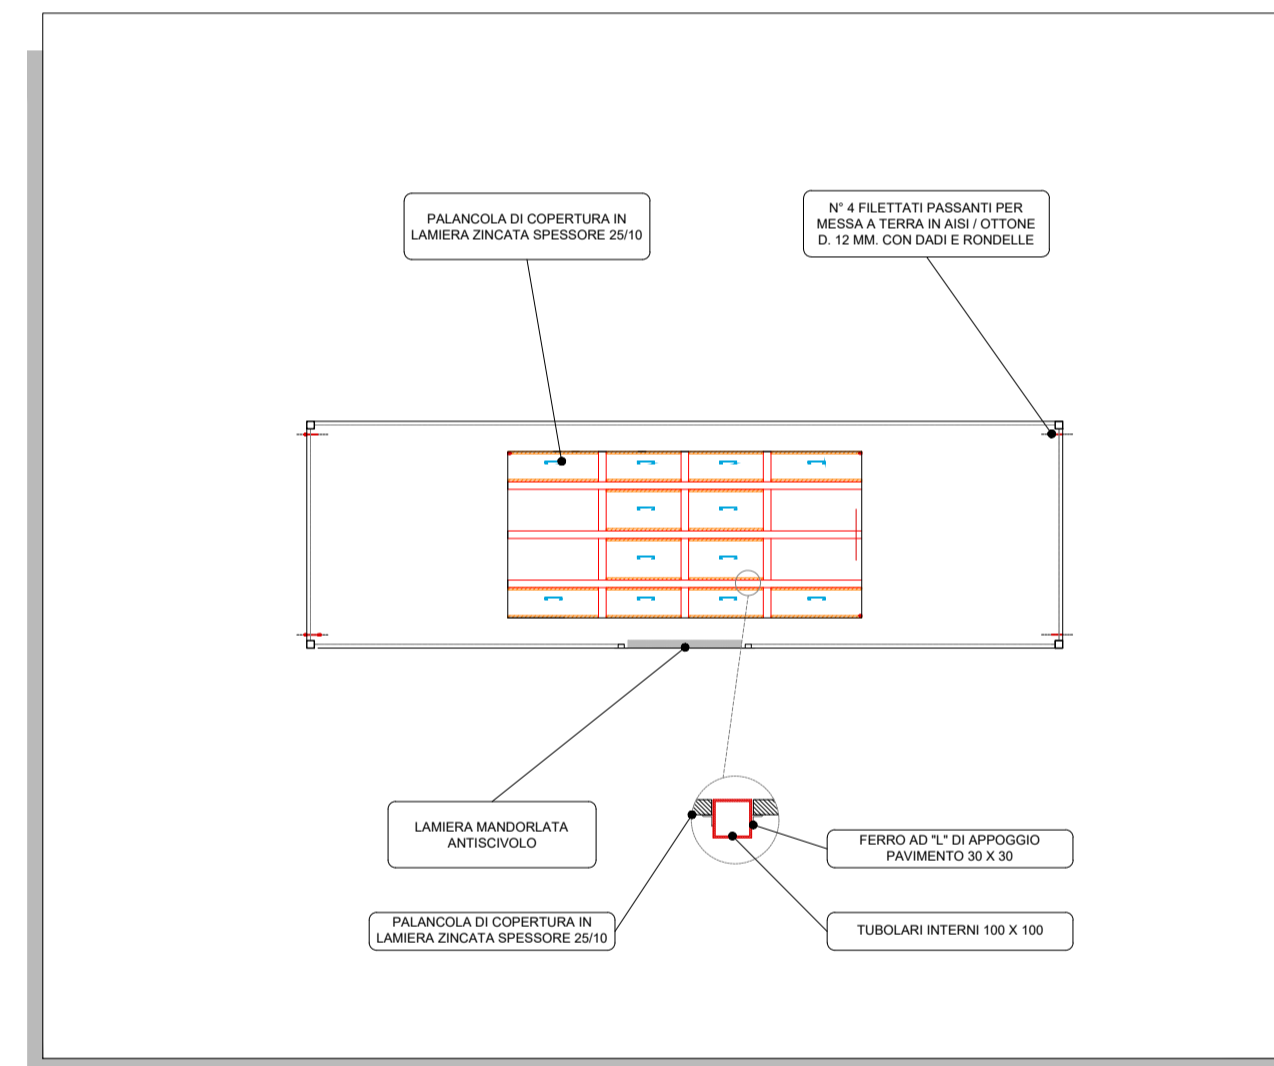 PALANCOLA DI COPERTURA IN
LAMIERA ZINCATA SPESSORE 25/10
N° 4 FILETTATI PASSANTI PER
MESSA A TERRA IN AISI / OTTONE
D. 12 MM. CON DADI E RONDELLE
LAMIERA MANDORLATA
ANTISCIVOLO
FERRO AD "L" DI APPOGGIO
PAVIMENTO 30 X 30
PALANCOLA DI COPERTURA IN
LAMIERA ZINCATA SPESSORE 25/10
TUBOLARI INTERNI 100 X 100